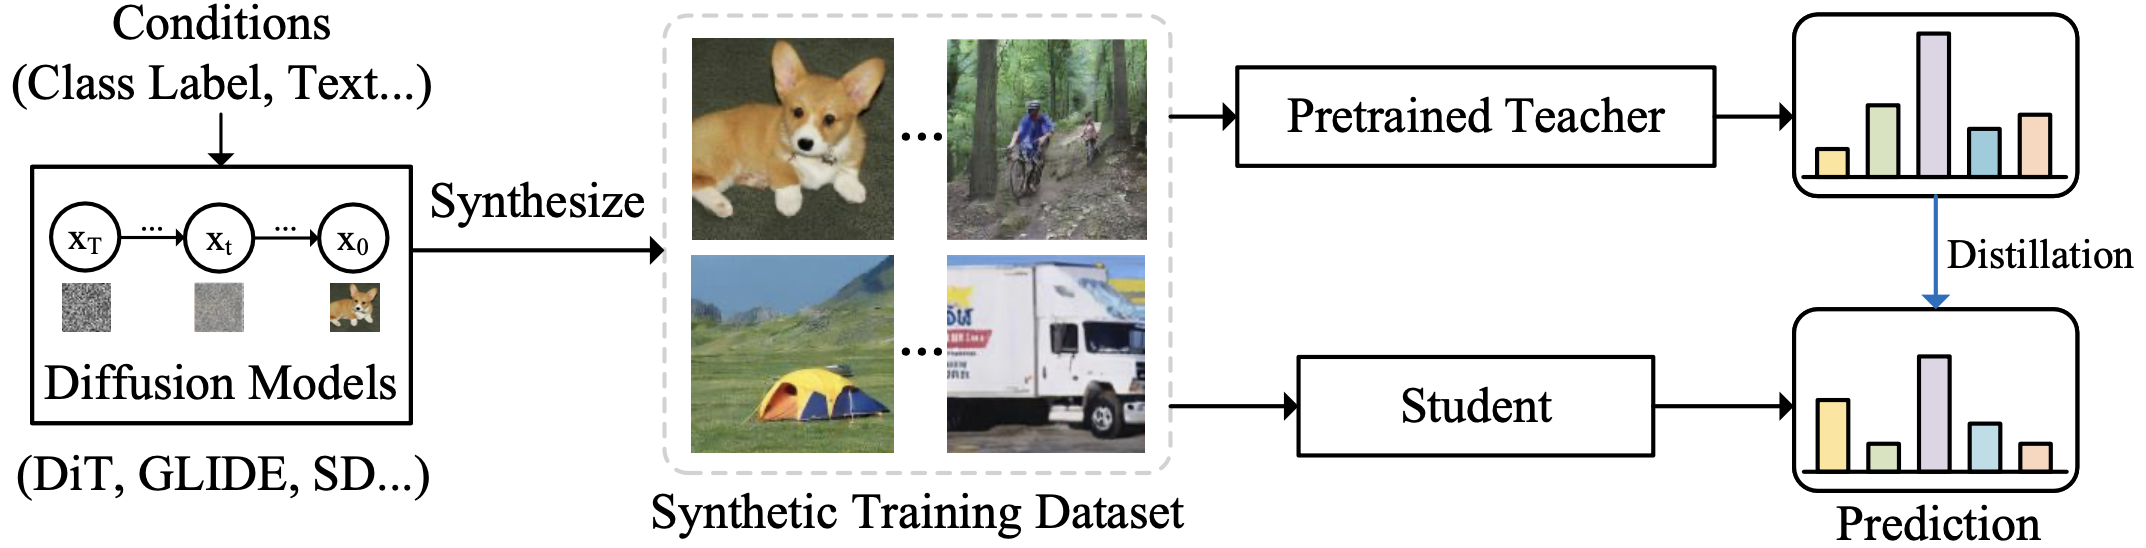 Conditions
(Class Label, Text...)
x_T ... x_t ... x_0
Diffusion Models
(DiT, GLIDE, SD...)
Synthesize
...
...
Synthetic Training Dataset
Pretrained Teacher
Student
Distillation
Prediction